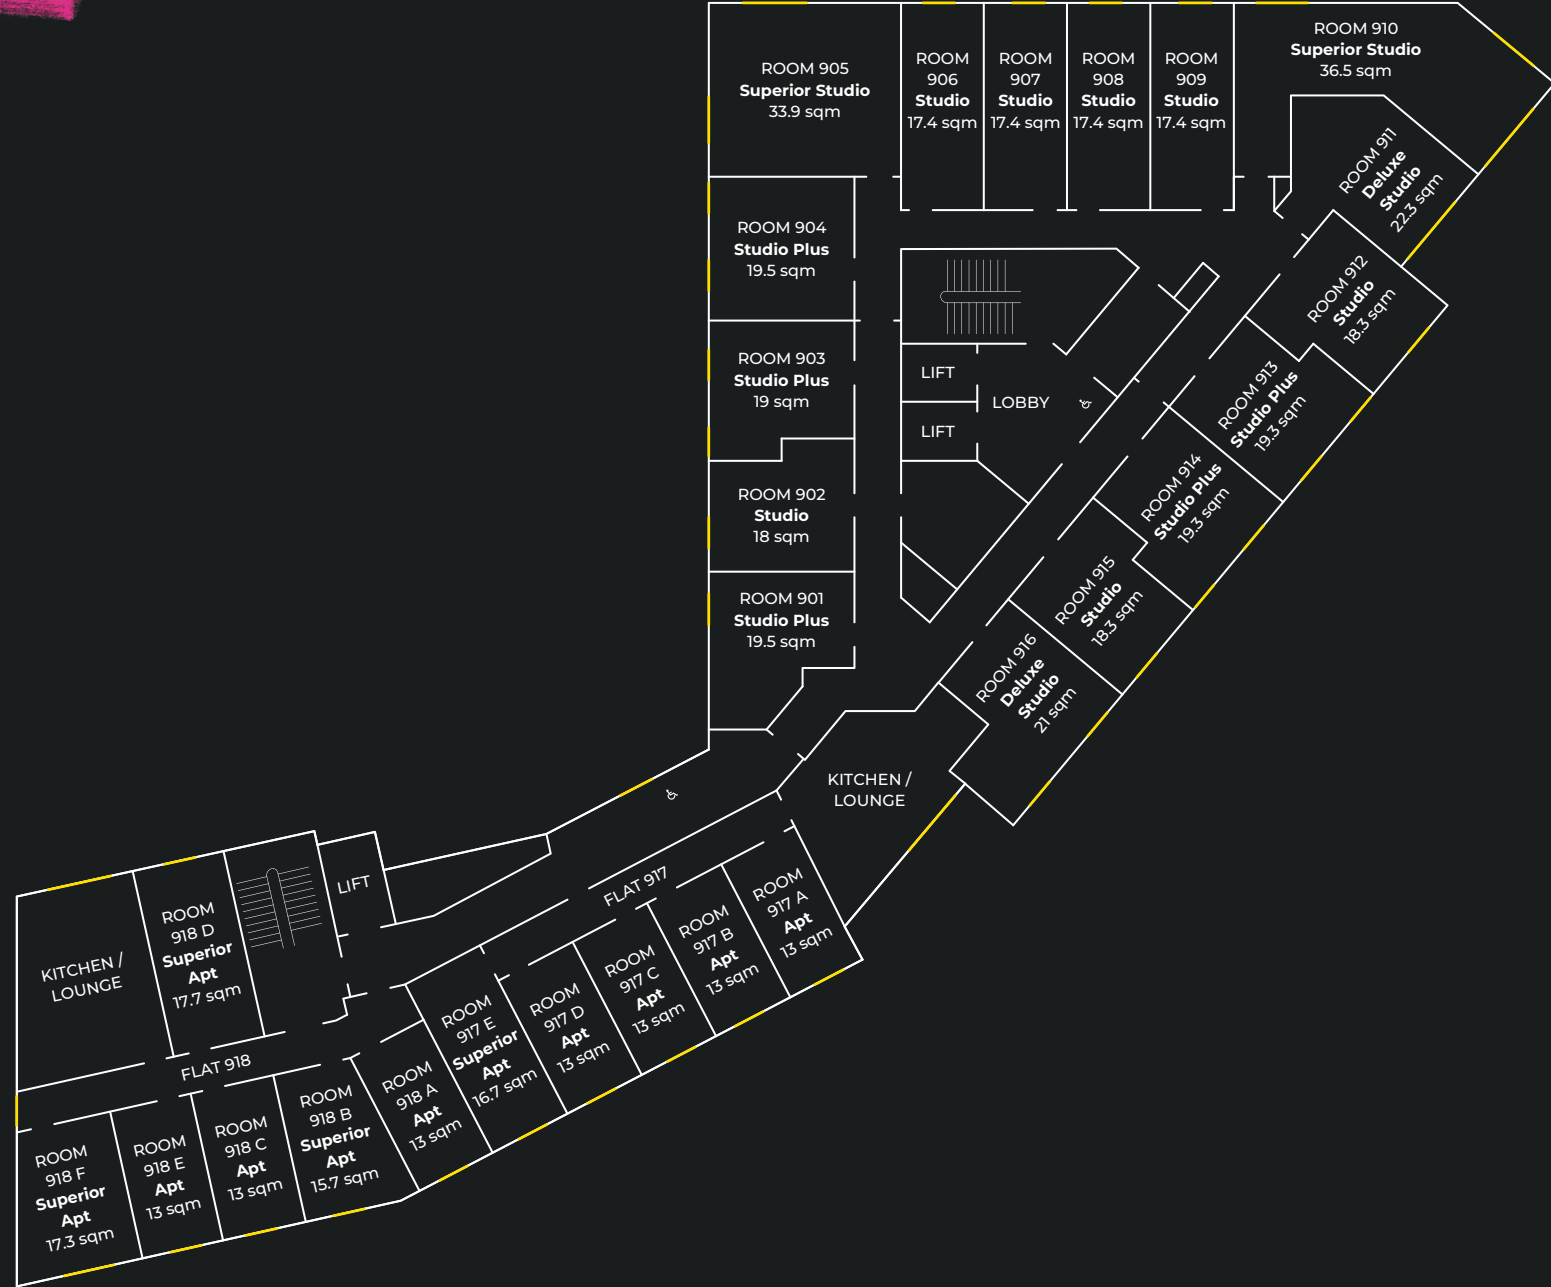 ROOM 905
Superior Studio
33.9 sqm
ROOM
906
Studio
17.4 sqm
ROOM
907
Studio
17.4 sqm
ROOM
908
Studio
17.4 sqm
ROOM
909
Studio
17.4 sqm
ROOM 910
Superior Studio
36.5 sqm
ROOM 911
Deluxe
Studio
22.3 sqm
ROOM 904
Studio Plus
19.5 sqm
ROOM 912
Studio
18.3 sqm
ROOM 903
Studio Plus
19 sqm
LIFT
LOBBY
LIFT
ROOM 913
Studio Plus
19.3 sqm
ROOM 914
Studio Plus
19.3 sqm
ROOM 902
Studio
18 sqm
ROOM 915
Studio
18.3 sqm
ROOM 901
Studio Plus
19.5 sqm
ROOM 916
Deluxe
Studio
21 sqm
KITCHEN /
LOUNGE
FLAT 917
ROOM
917 A
Apt
13 sqm
ROOM
917 B
Apt
13 sqm
ROOM
917 C
Apt
13 sqm
ROOM
917 D
Apt
13 sqm
ROOM
917 E
Superior
Apt
16.7 sqm
LIFT
ROOM
918 D
Superior
Apt
17.7 sqm
KITCHEN /
LOUNGE
FLAT 918
ROOM
918 A
Apt
13 sqm
ROOM
918 B
Superior
Apt
15.7 sqm
ROOM
918 C
Apt
13 sqm
ROOM
918 E
Apt
13 sqm
ROOM
918 F
Superior
Apt
17.3 sqm